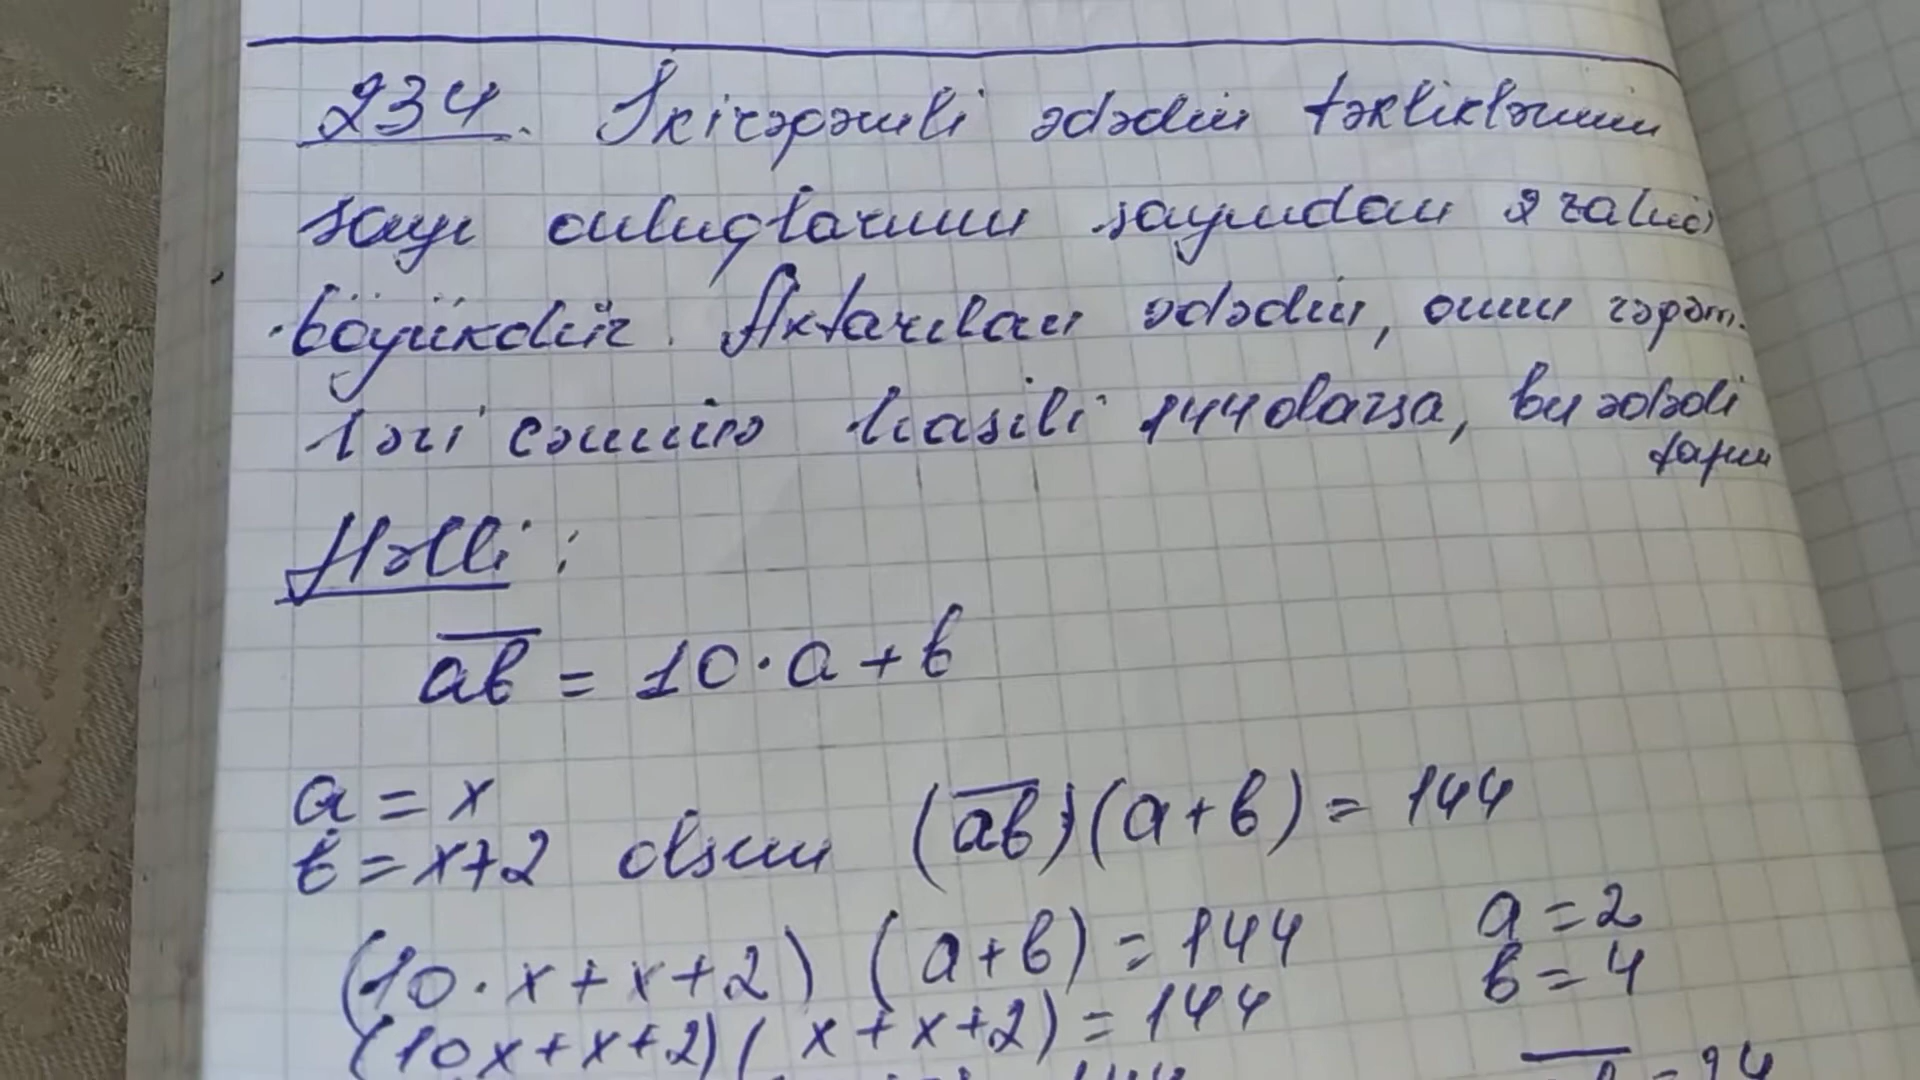 234. İkirəqəmli ədədin təkliklərinin
sayı onluqlarının sayından 2 vahid
böyükdür. Axtarılan ədədin, onun rəqəm-
ləri cəminə hasili 144 olarsa, bu ədədi
tapın
Həlli:
ab = 10·a+b
a = x
b = x+2 olsun (ab)(a+b) = 144
(10·x+x+2) (a+b) = 144
a = 2
b = 4
(10x+x+2)(x+x+2) = 144
= 24